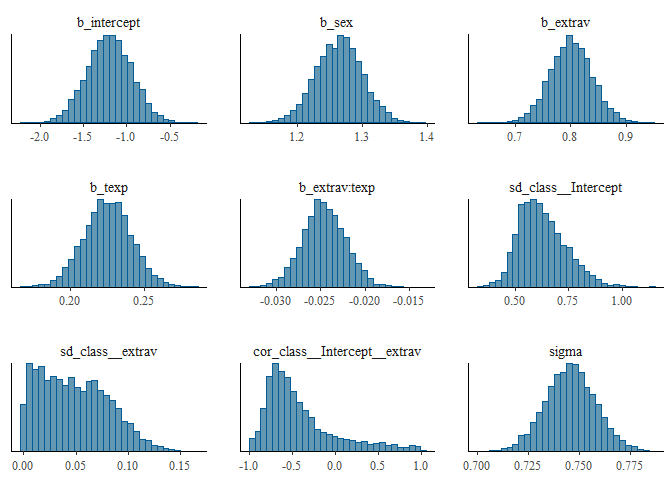 b_intercept b_sex b_extrav
-2.0 -1.5 -1.0 -0.5 1.2 1.3 1.4 0.7 0.8 0.9
b_texp b_extrav:texp sd_class__Intercept
0.20 0.25 -0.030 -0.025 -0.020 -0.015 0.50 0.75 1.00
sd_class__extrav cor_class__Intercept__extrav sigma
0.00 0.05 0.10 0.15 -1.0 -0.5 0.0 0.5 1.0 0.700 0.725 0.750 0.775